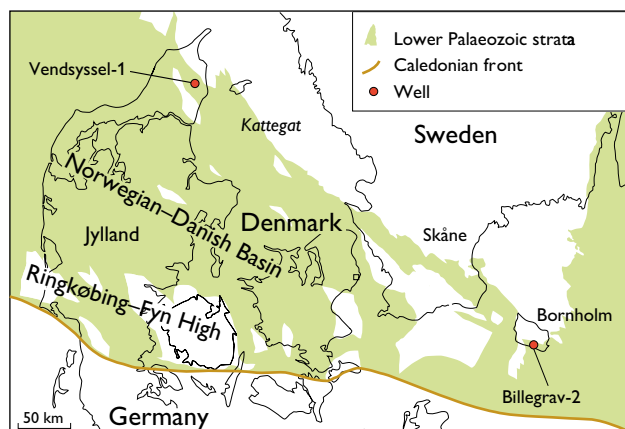 Lower Palaeozoic strata
Caledonian front
Well
Vendsyssel-1
Kattegat
Sweden
Norwegian–Danish Basin
Denmark
Jylland
Skåne
Ringkøbing–Fyn High
Bornholm
Billegrav-2
50 km
Germany